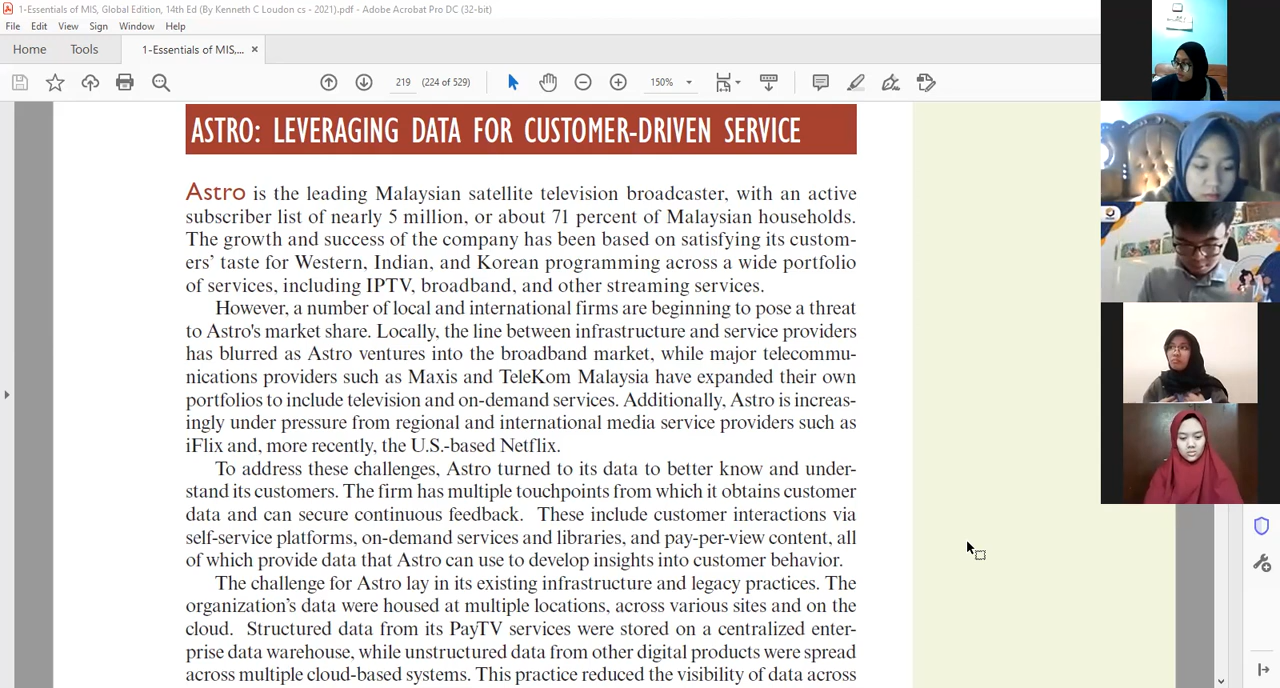 1-Essentials of MIS, Global Edition, 14th Ed (By Kenneth C Loudon cs - 2021).pdf - Adobe Acrobat Pro DC (32-bit)
File Edit View Sign Window Help
Home Tools 1-Essentials of MIS,... ×
219 (224 of 529) 150%
ASTRO: LEVERAGING DATA FOR CUSTOMER-DRIVEN SERVICE
Astro is the leading Malaysian satellite television broadcaster, with an active
subscriber list of nearly 5 million, or about 71 percent of Malaysian households.
The growth and success of the company has been based on satisfying its custom-
ers' taste for Western, Indian, and Korean programming across a wide portfolio
of services, including IPTV, broadband, and other streaming services.
However, a number of local and international firms are beginning to pose a threat
to Astro's market share. Locally, the line between infrastructure and service providers
has blurred as Astro ventures into the broadband market, while major telecommu-
nications providers such as Maxis and TeleKom Malaysia have expanded their own
portfolios to include television and on-demand services. Additionally, Astro is increas-
ingly under pressure from regional and international media service providers such as
iFlix and, more recently, the U.S.-based Netflix.
To address these challenges, Astro turned to its data to better know and under-
stand its customers. The firm has multiple touchpoints from which it obtains customer
data and can secure continuous feedback. These include customer interactions via
self-service platforms, on-demand services and libraries, and pay-per-view content, all
of which provide data that Astro can use to develop insights into customer behavior.
The challenge for Astro lay in its existing infrastructure and legacy practices. The
organization's data were housed at multiple locations, across various sites and on the
cloud. Structured data from its PayTV services were stored on a centralized enter-
prise data warehouse, while unstructured data from other digital products were spread
across multiple cloud-based systems. This practice reduced the visibility of data across